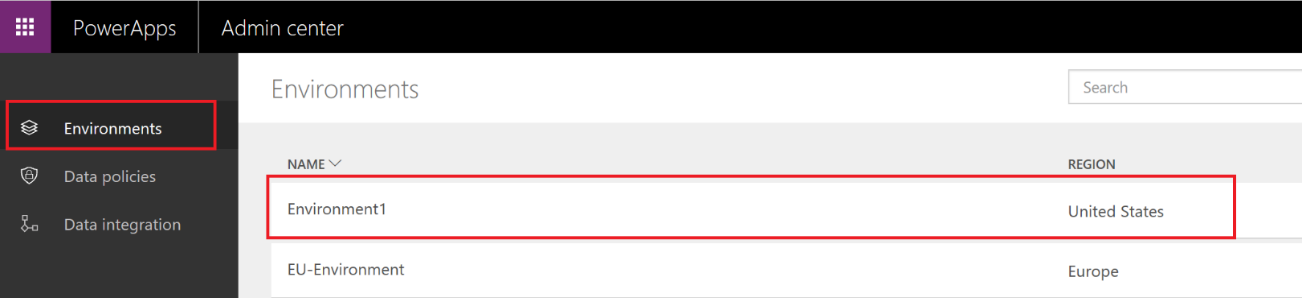 PowerApps Admin center
Environments
Data policies
Data integration
Environments
Search
NAME REGION
Environment1 United States
EU-Environment Europe